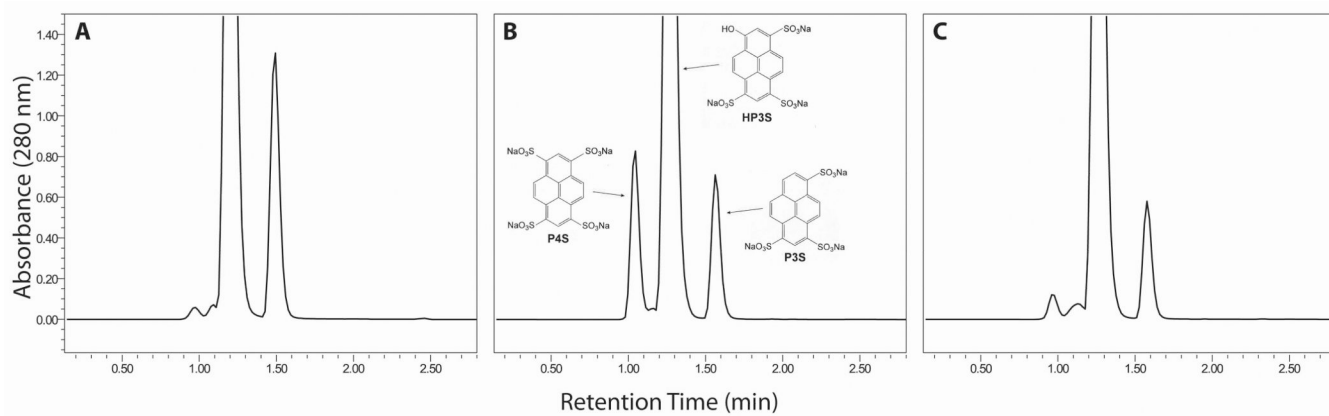 A
B
C
Absorbance (280 nm)
1.40
1.20
1.00
0.80
0.60
0.40
0.20
0.00
HO
SO₃Na
NaO₃S
SO₃Na
HP3S
NaO₃S
SO₃Na
NaO₃S
SO₃Na
P4S
SO₃Na
NaO₃S
SO₃Na
P3S
0.50 1.00 1.50 2.00 2.50
0.50 1.00 1.50 2.00 2.50
0.50 1.00 1.50 2.00 2.50
Retention Time (min)